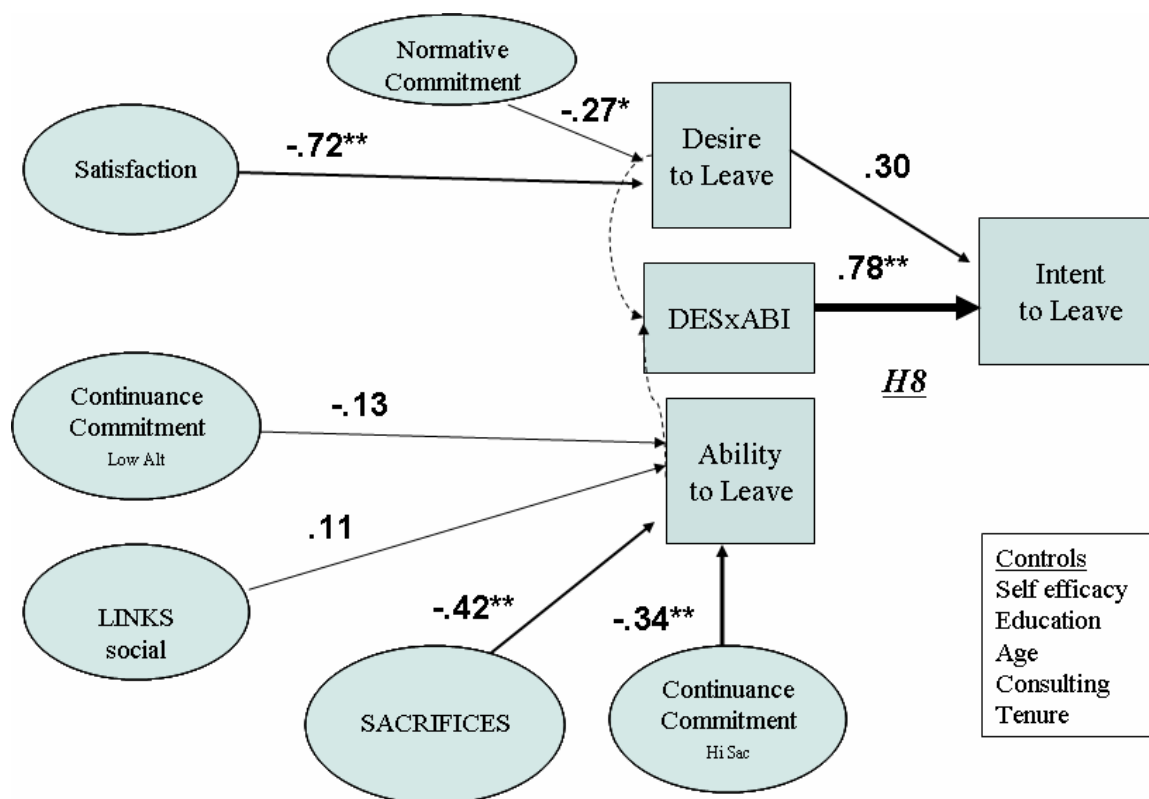 Normative
Commitment
-.27*
Desire
to Leave
-.72**
Satisfaction
.30
.78**
Intent
to Leave
DESxABI
H8
Continuance
Commitment
Low Alt
-.13
Ability
to Leave
.11
LINKS
social
-.42**
-.34**
SACRIFICES
Continuance
Commitment
Hi Sac
Controls
Self efficacy
Education
Age
Consulting
Tenure